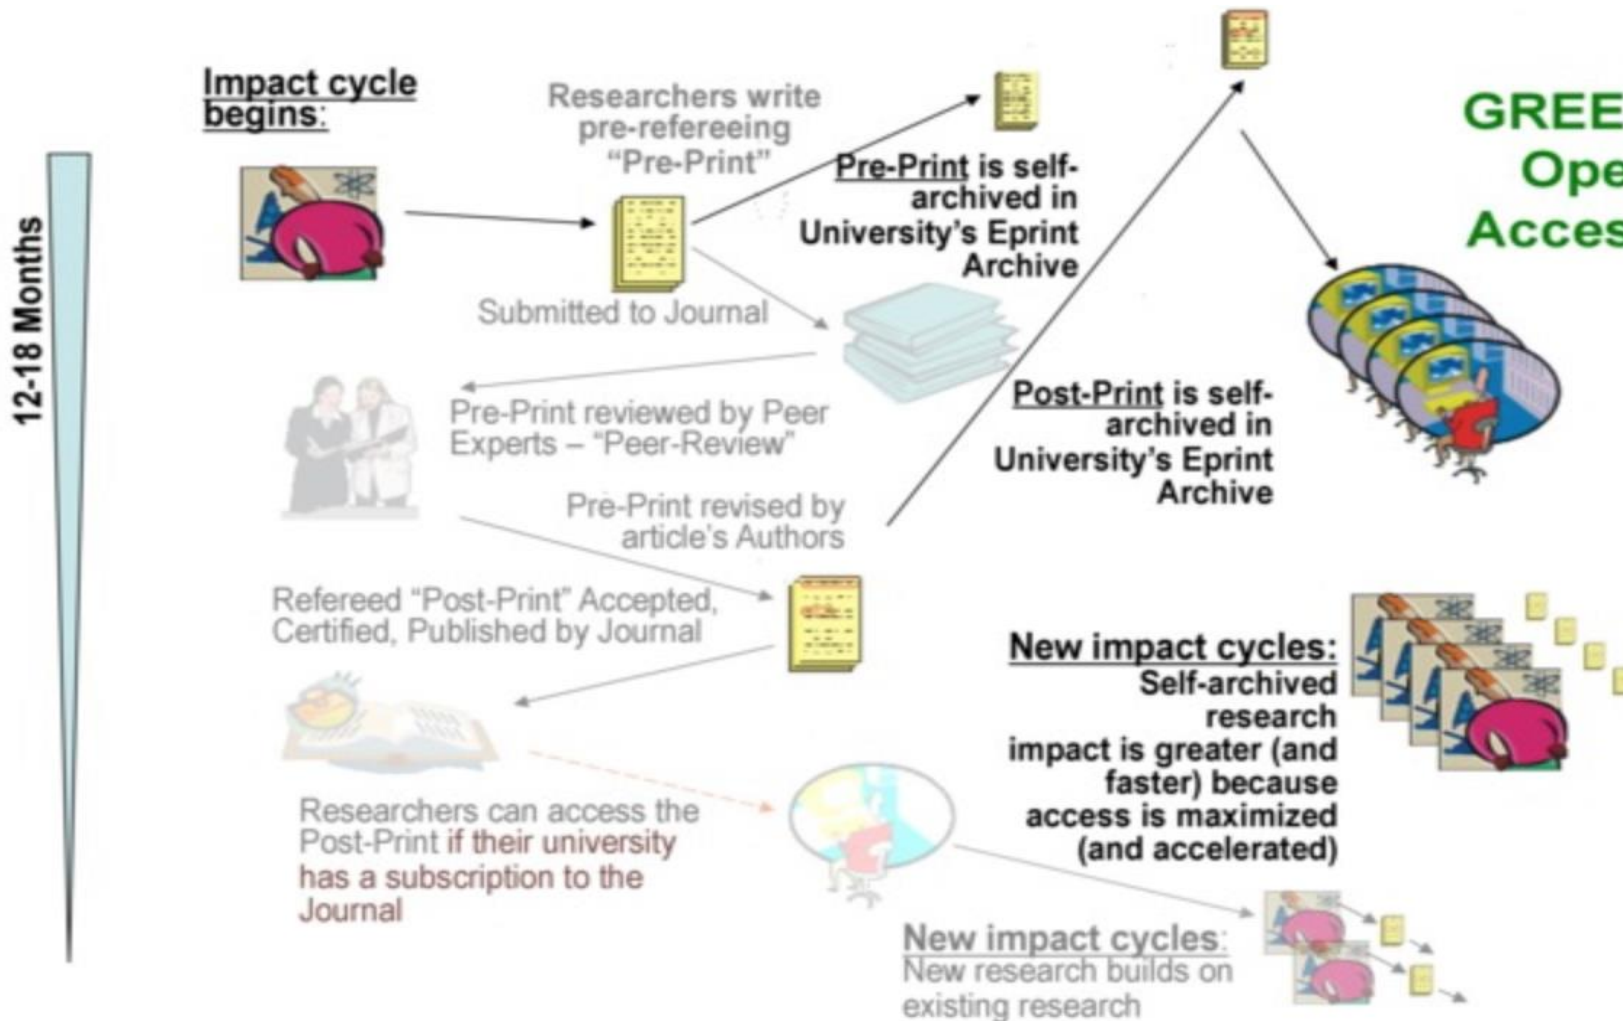 12-18 Months
Impact cycle
begins:
Researchers write
pre-refereeing
“Pre-Print”
Pre-Print is self-
archived in
University’s Eprint
Archive
GREE
Ope
Acces
Submitted to Journal
Pre-Print reviewed by Peer
Experts – “Peer-Review”
Post-Print is self-
archived in
University’s Eprint
Archive
Pre-Print revised by
article’s Authors
Refereed “Post-Print” Accepted,
Certified, Published by Journal
New impact cycles:
Self-archived
research
impact is greater (and
faster) because
access is maximized
(and accelerated)
Researchers can access the
Post-Print if their university
has a subscription to the
Journal
New impact cycles:
New research builds on
existing research